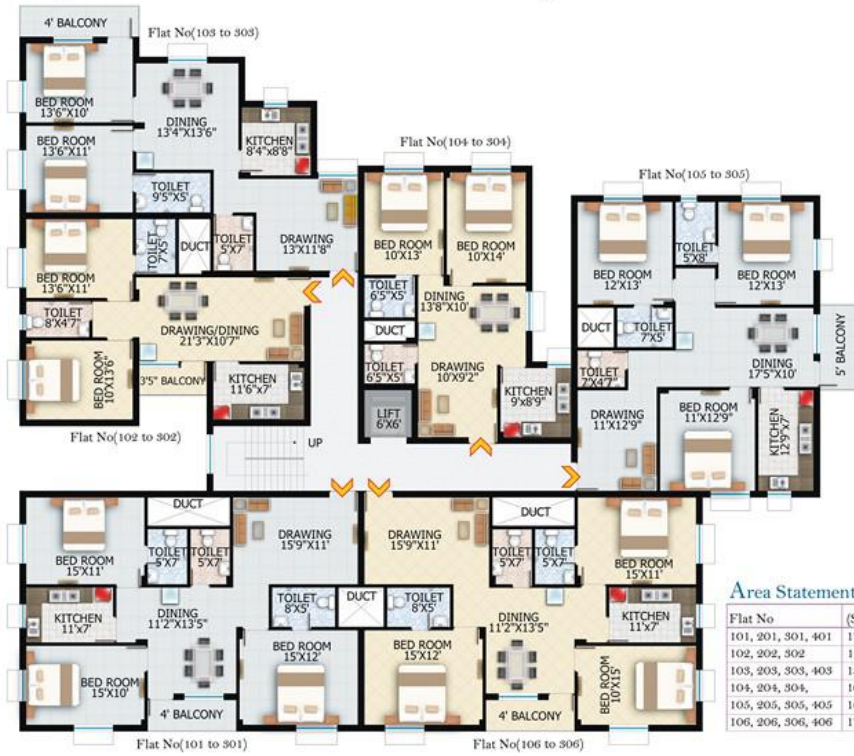 4' BALCONY
Flat No(103 to 303)
BED ROOM
13'6"X10'
DINING
13'4"X13'6"
KITCHEN
8'4"x8'8"
BED ROOM
13'6"X11'
TOILET
9'5"X5'
TOILET
5'X7'
DRAWING
13'X11'8"
BED ROOM
13'6"X11'
TOILET
7'X5'
DUCT
TOILET
8'X4'7"
DRAWING/DINING
21'3"X10'7"
BED ROOM
10'X13'6"
3'5" BALCONY
KITCHEN
11'6"x7'
Flat No(102 to 302)
Flat No(104 to 304)
BED ROOM
10'X13'
BED ROOM
10'X14'
TOILET
6'5"X5'
DINING
13'8"X10'
DUCT
TOILET
6'5"X5'
DRAWING
10'X9'2"
KITCHEN
9'x8'9"
LIFT
6'X6'
UP
Flat No(105 to 305)
BED ROOM
12'X13'
TOILET
5'X8'
BED ROOM
12'X13'
DUCT
TOILET
7'X5'
DINING
17'5"X10'
5' BALCONY
TOILET
7'X4'7"
DRAWING
11'X12'9"
BED ROOM
11'X12'9"
KITCHEN
12'9"x7'
DUCT
BED ROOM
15'X11'
TOILET
5'X7'
TOILET
5'X7'
DRAWING
15'9"X11'
KITCHEN
11'x7'
DINING
11'2"X13'5"
TOILET
8'X5'
DUCT
BED ROOM
15'X10'
BED ROOM
15'X12'
4' BALCONY
Flat No(101 to 301)
DUCT
DRAWING
15'9"X11'
TOILET
5'X7'
TOILET
5'X7'
BED ROOM
15'X11'
TOILET
8'X5'
DINING
11'2"X13'5"
KITCHEN
11'x7'
BED ROOM
15'X12'
BED ROOM
10'X15'
4' BALCONY
Flat No(106 to 306)
Area Statement
Flat No (S
101, 201, 301, 401
102, 202, 302
103, 203, 303, 403
104, 204, 304,
105, 205, 305, 405
106, 206, 306, 406